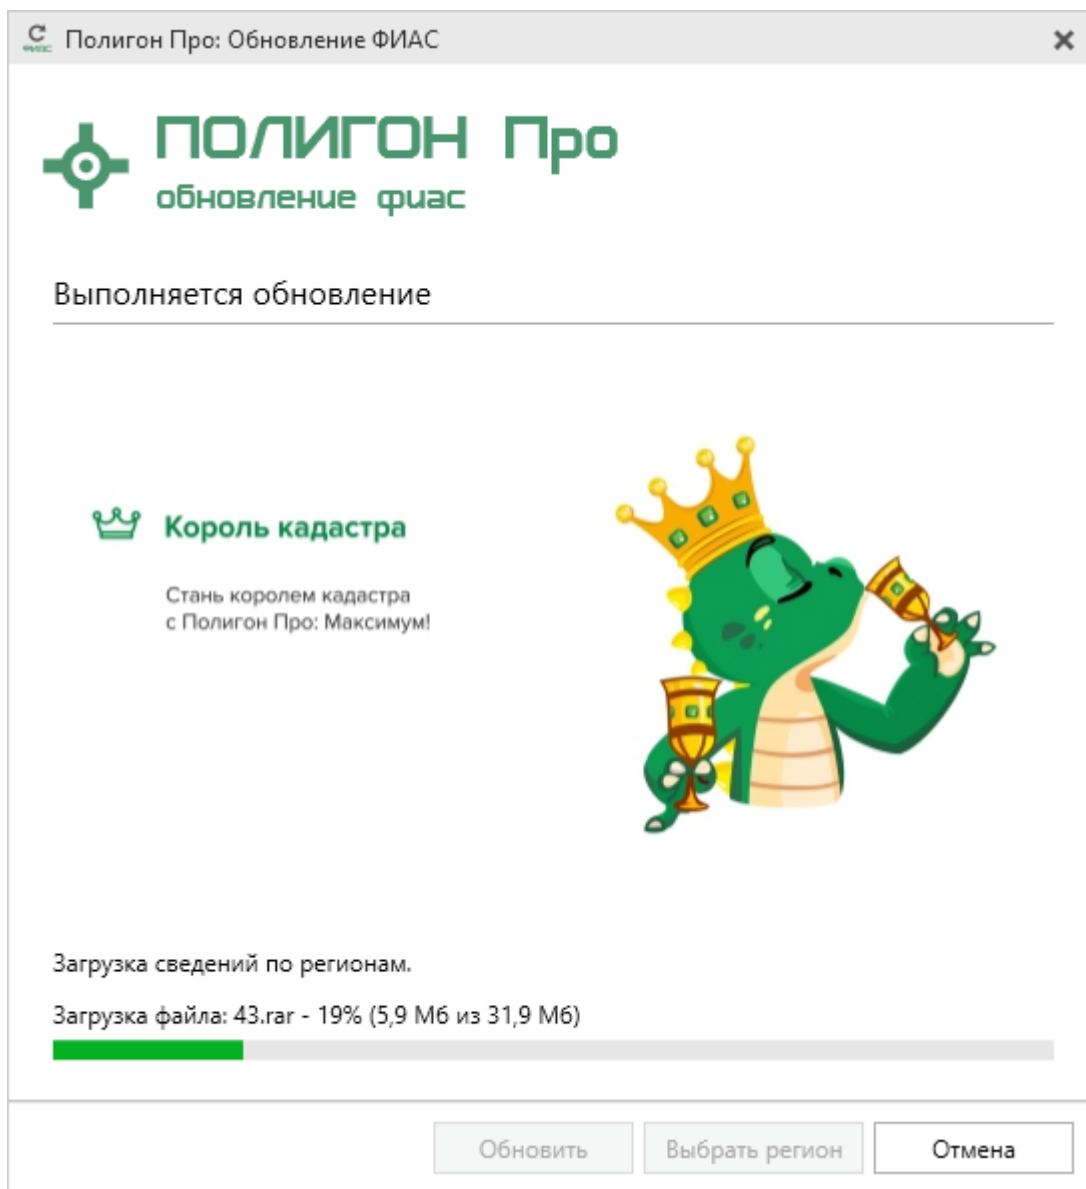 ФИАС Полигон Про: Обновление ФИАС
ПОЛИГОН Про
обновление фиас
Выполняется обновление
Король кадастра
Стань королем кадастра
с Полигон Про: Максимум!
Загрузка сведений по регионам.
Загрузка файла: 43.rar - 19% (5,9 Мб из 31,9 Мб)
Обновить Выбрать регион Отмена